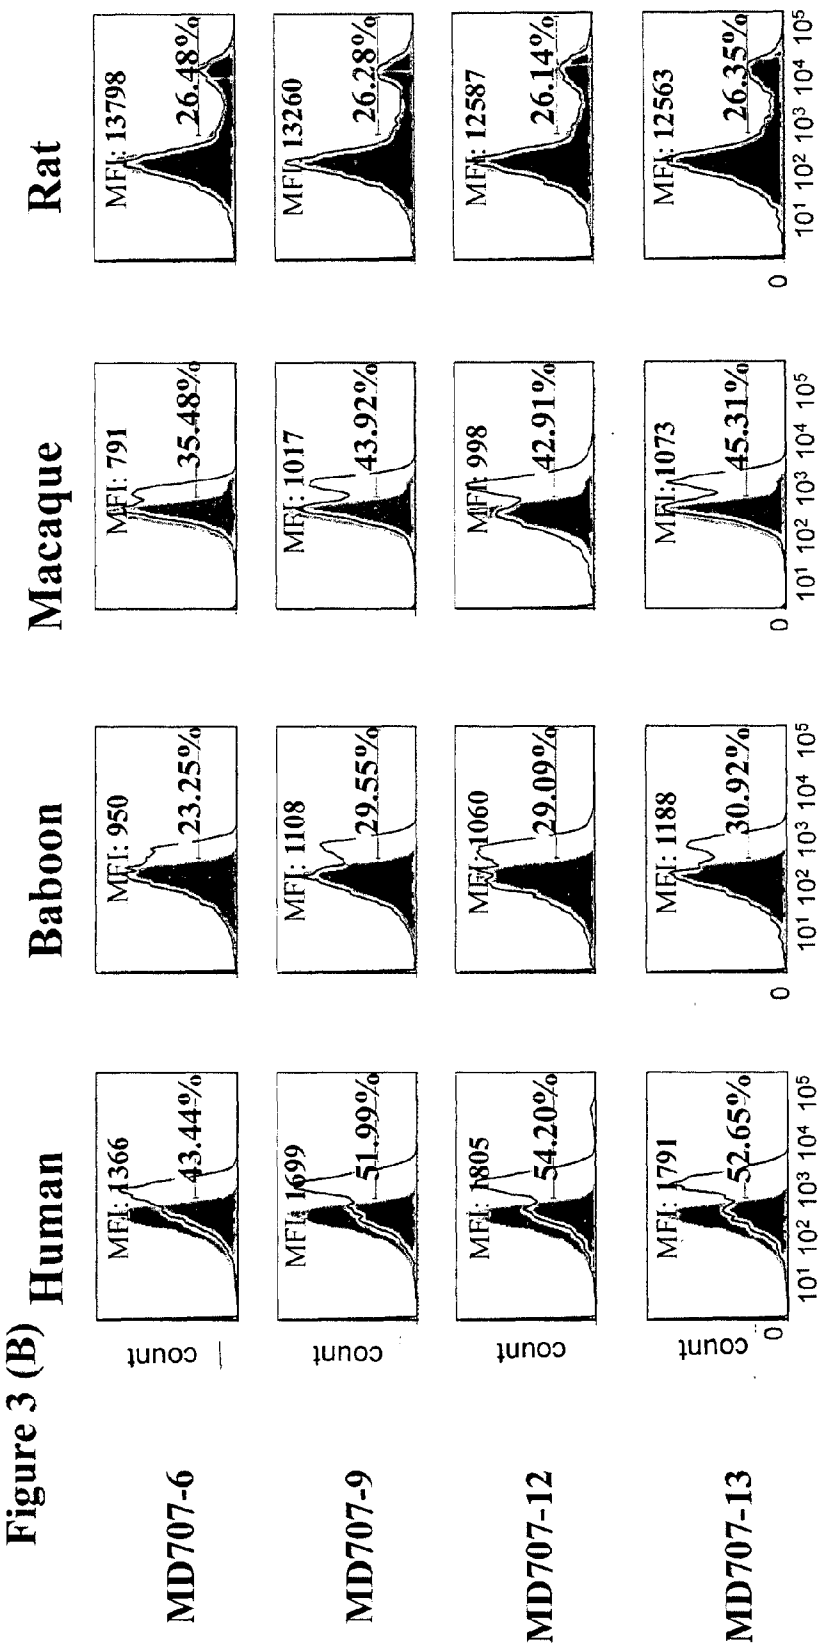 Figure 3 (B)
Human Baboon Macaque Rat
MD707-6
count
MFI: 1366
43.44%
MFI: 950
23.25%
MFI: 791
35.48%
MFI: 13798
26.48%
MD707-9
count
MFI: 1699
51.99%
MFI: 1108
29.55%
MFI: 1017
43.92%
MFI: 13260
26.28%
MD707-12
count
MFI: 1805
54.20%
MFI: 1060
29.09%
MFI: 998
42.91%
MFI: 12587
26.14%
MD707-13
count
MFI: 1791
52.65%
MFI: 1188
30.92%
MFI: 1073
45.31%
MFI: 12563
26.35%
0 10¹ 10² 10³ 10⁴ 10⁵
0 10¹ 10² 10³ 10⁴ 10⁵
0 10¹ 10² 10³ 10⁴ 10⁵
0 10¹ 10² 10³ 10⁴ 10⁵